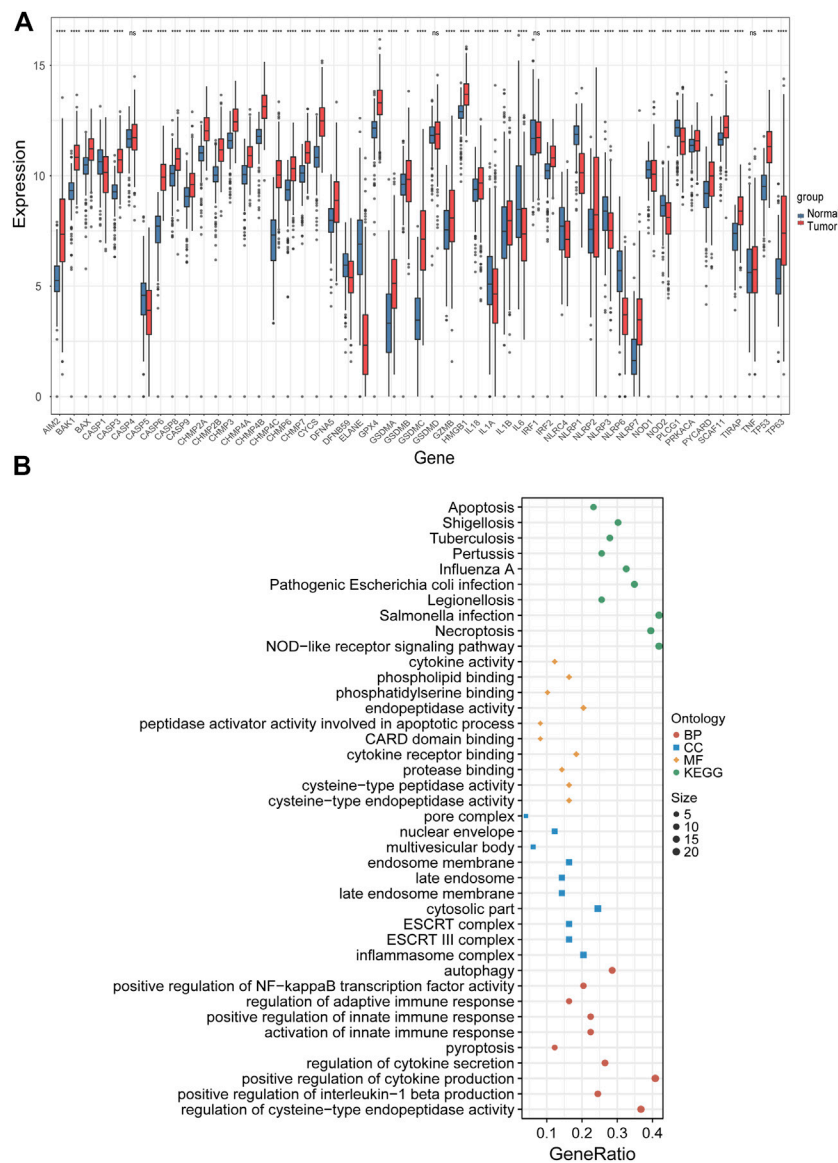 A
ns
ns
ns
ns
15
10
5
0
Expression
group
Normal
Tumor
AIM2
BAK1
BAX
CASP1
CASP3
CASP4
CASP5
CASP6
CASP8
CASP9
CHMP2A
CHMP2B
CHMP3
CHMP4A
CHMP4B
CHMP4C
CHMP6
CHMP7
CYCS
DFNA5
DFNB59
ELANE
GPX4
GSDMA
GSDMB
GSDMC
GSDMD
GZMB
HMGB1
IL18
IL1A
IL1B
IL6
IRF1
IRF2
NLRC4
NLRP1
NLRP2
NLRP3
NLRP6
NLRP7
NOD1
NOD2
PLCG1
PRKACA
PYCARD
SCAF11
TIRAP
TNF
TP53
TP63
Gene
B
Apoptosis
Shigellosis
Tuberculosis
Pertussis
Influenza A
Pathogenic Escherichia coli infection
Legionellosis
Salmonella infection
Necroptosis
NOD−like receptor signaling pathway
cytokine activity
phospholipid binding
phosphatidylserine binding
endopeptidase activity
peptidase activator activity involved in apoptotic process
CARD domain binding
cytokine receptor binding
protease binding
cysteine-type peptidase activity
cysteine-type endopeptidase activity
pore complex
nuclear envelope
multivesicular body
endosome membrane
late endosome
late endosome membrane
cytosolic part
ESCRT complex
ESCRT III complex
inflammasome complex
autophagy
positive regulation of NF−kappaB transcription factor activity
regulation of adaptive immune response
positive regulation of innate immune response
activation of innate immune response
pyroptosis
regulation of cytokine secretion
positive regulation of cytokine production
positive regulation of interleukin−1 beta production
regulation of cysteine−type endopeptidase activity
0.1 0.2 0.3 0.4
GeneRatio
Ontology
BP
CC
MF
KEGG
Size
5
10
15
20